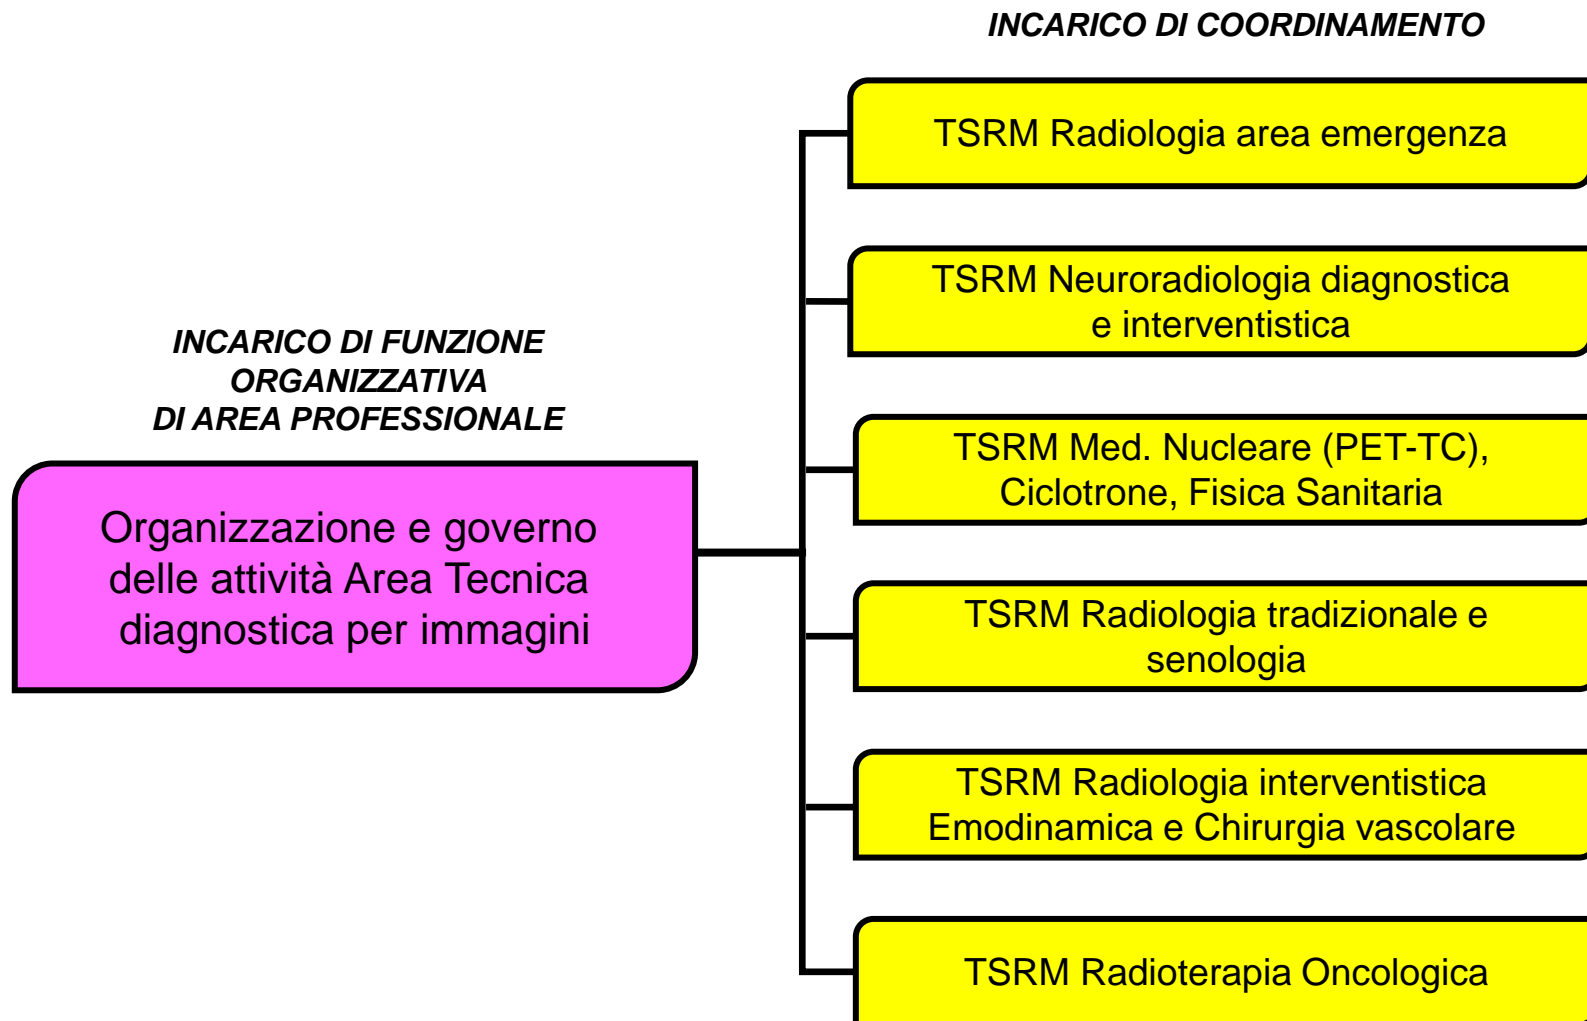 INCARICO DI COORDINAMENTO
TSRM Radiologia area emergenza
TSRM Neuroradiologia diagnostica
e interventistica
INCARICO DI FUNZIONE
ORGANIZZATIVA
DI AREA PROFESSIONALE
Organizzazione e governo
delle attività Area Tecnica
diagnostica per immagini
TSRM Med. Nucleare (PET-TC),
Ciclotrone, Fisica Sanitaria
TSRM Radiologia tradizionale e
senologia
TSRM Radiologia interventistica
Emodinamica e Chirurgia vascolare
TSRM Radioterapia Oncologica